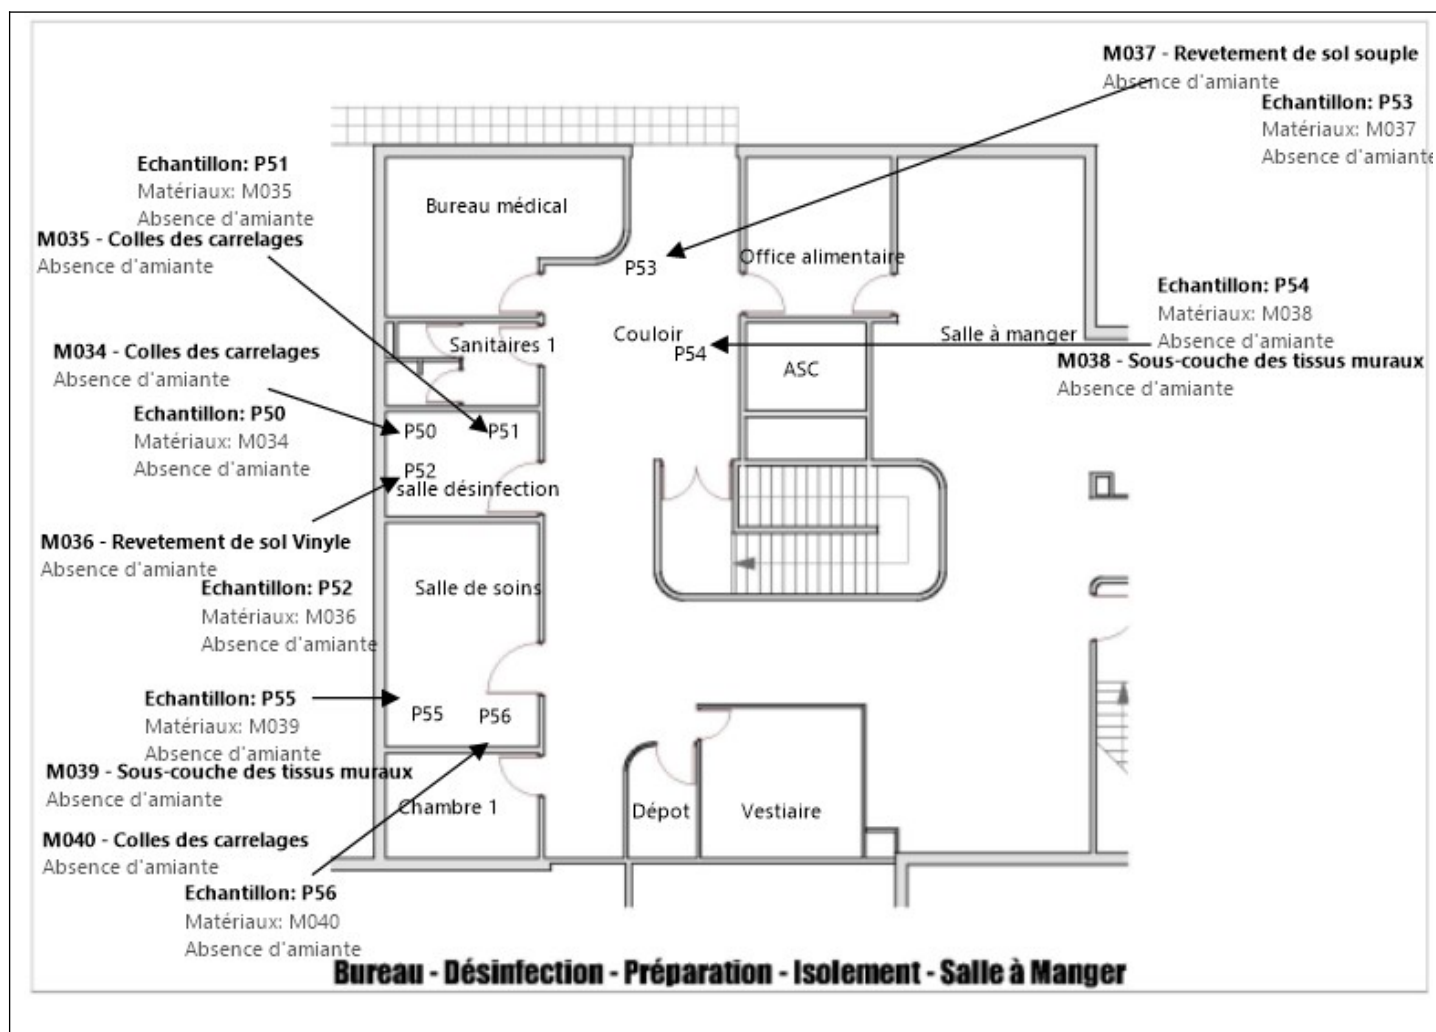 M037 - Revetement de sol souple
Absence d'amiante
Echantillon: P53
Matériaux: M037
Absence d'amiante
Echantillon: P51
Matériaux: M035
Absence d'amiante
M035 - Colles des carrelages
Absence d'amiante
Bureau médical
P53
Office alimentaire
Echantillon: P54
Matériaux: M038
Absence d'amiante
M038 - Sous-couche des tissus muraux
Absence d'amiante
Couloir
P54
Salle à manger
ASC
Sanitaires 1
M034 - Colles des carrelages
Absence d'amiante
Echantillon: P50
Matériaux: M034
Absence d'amiante
P50
P51
P52
salle désinfection
M036 - Revetement de sol Vinyle
Absence d'amiante
Echantillon: P52
Matériaux: M036
Absence d'amiante
Salle de soins
Echantillon: P55
Matériaux: M039
Absence d'amiante
P55
P56
M039 - Sous-couche des tissus muraux
Absence d'amiante
Chambre 1
Dépot
Vestiaire
M040 - Colles des carrelages
Absence d'amiante
Echantillon: P56
Matériaux: M040
Absence d'amiante
Bureau - Désinfection - Préparation - Isolement - Salle à Manger